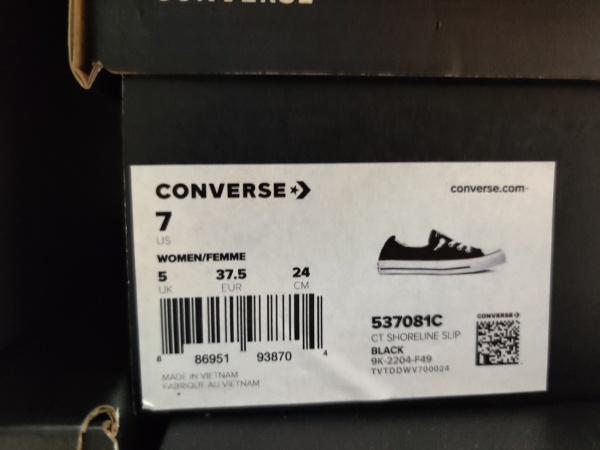 CONVERSE
CONVERSE
converse.com
7
US
WOMEN/FEMME
5 37.5 24
UK EUR CM
8 86951 93870 4
MADE IN VIETNAM
FABRIQUÉ AU VIETNAM
537081C
CT SHORELINE SLIP
BLACK
9K-2204-F49
TVTDDWV700024
CONVERSE